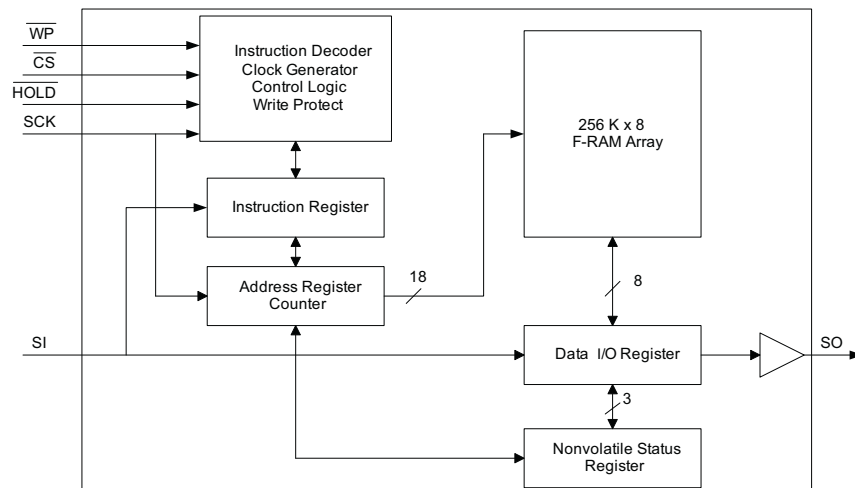 WP
CS
HOLD
SCK
Instruction Decoder
Clock Generator
Control Logic
Write Protect
256 K x 8
F-RAM Array
Instruction Register
Address Register
Counter
18
8
SI
Data I/O Register
SO
3
Nonvolatile Status
Register